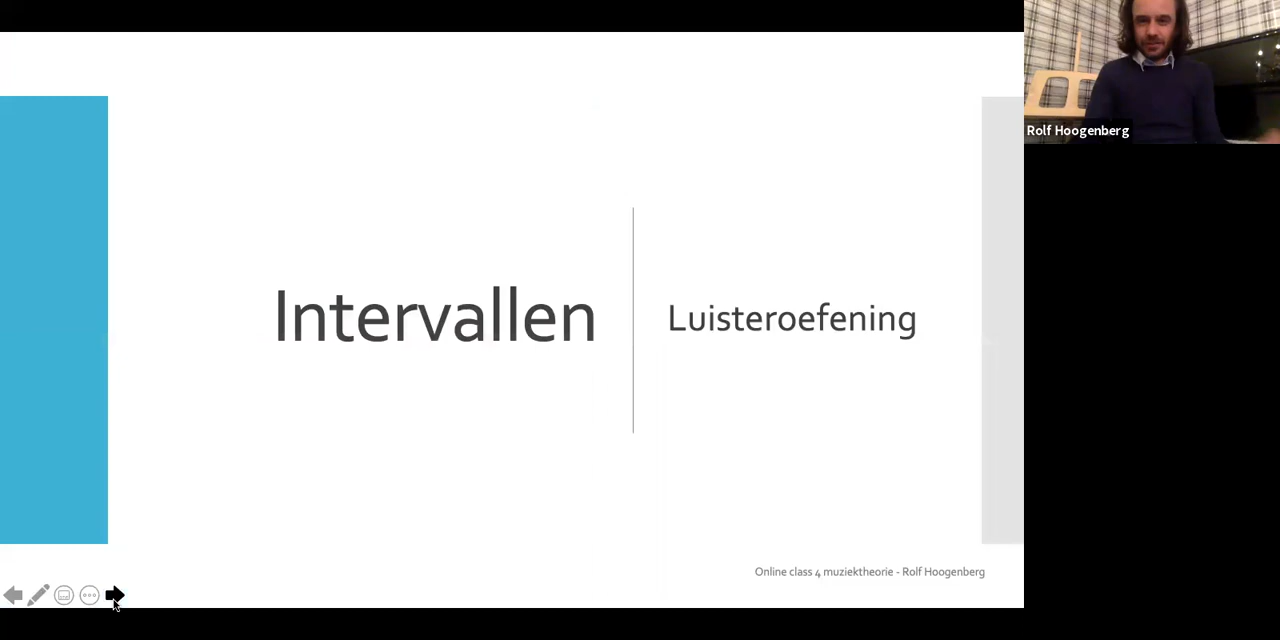 Intervallen
Luisteroefening
Online class 4 muziektheorie - Rolf Hoogenberg
Rolf Hoogenberg